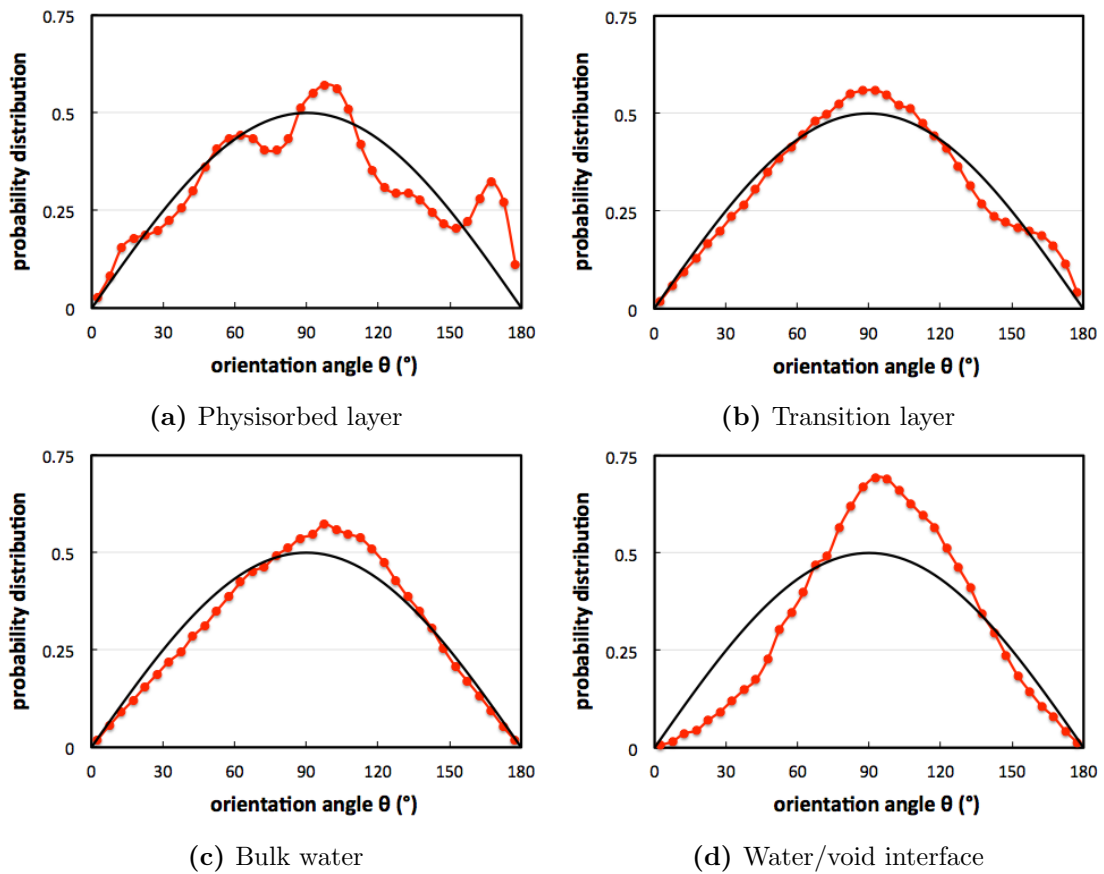 probability distribution
0.75
0.5
0.25
0
0 30 60 90 120 150 180
orientation angle θ (°)
(a) Physisorbed layer
probability distribution
0.75
0.5
0.25
0
0 30 60 90 120 150 180
orientation angle θ (°)
(b) Transition layer
probability distribution
0.75
0.5
0.25
0
0 30 60 90 120 150 180
orientation angle θ (°)
(c) Bulk water
probability distribution
0.75
0.5
0.25
0
0 30 60 90 120 150 180
orientation angle θ (°)
(d) Water/void interface